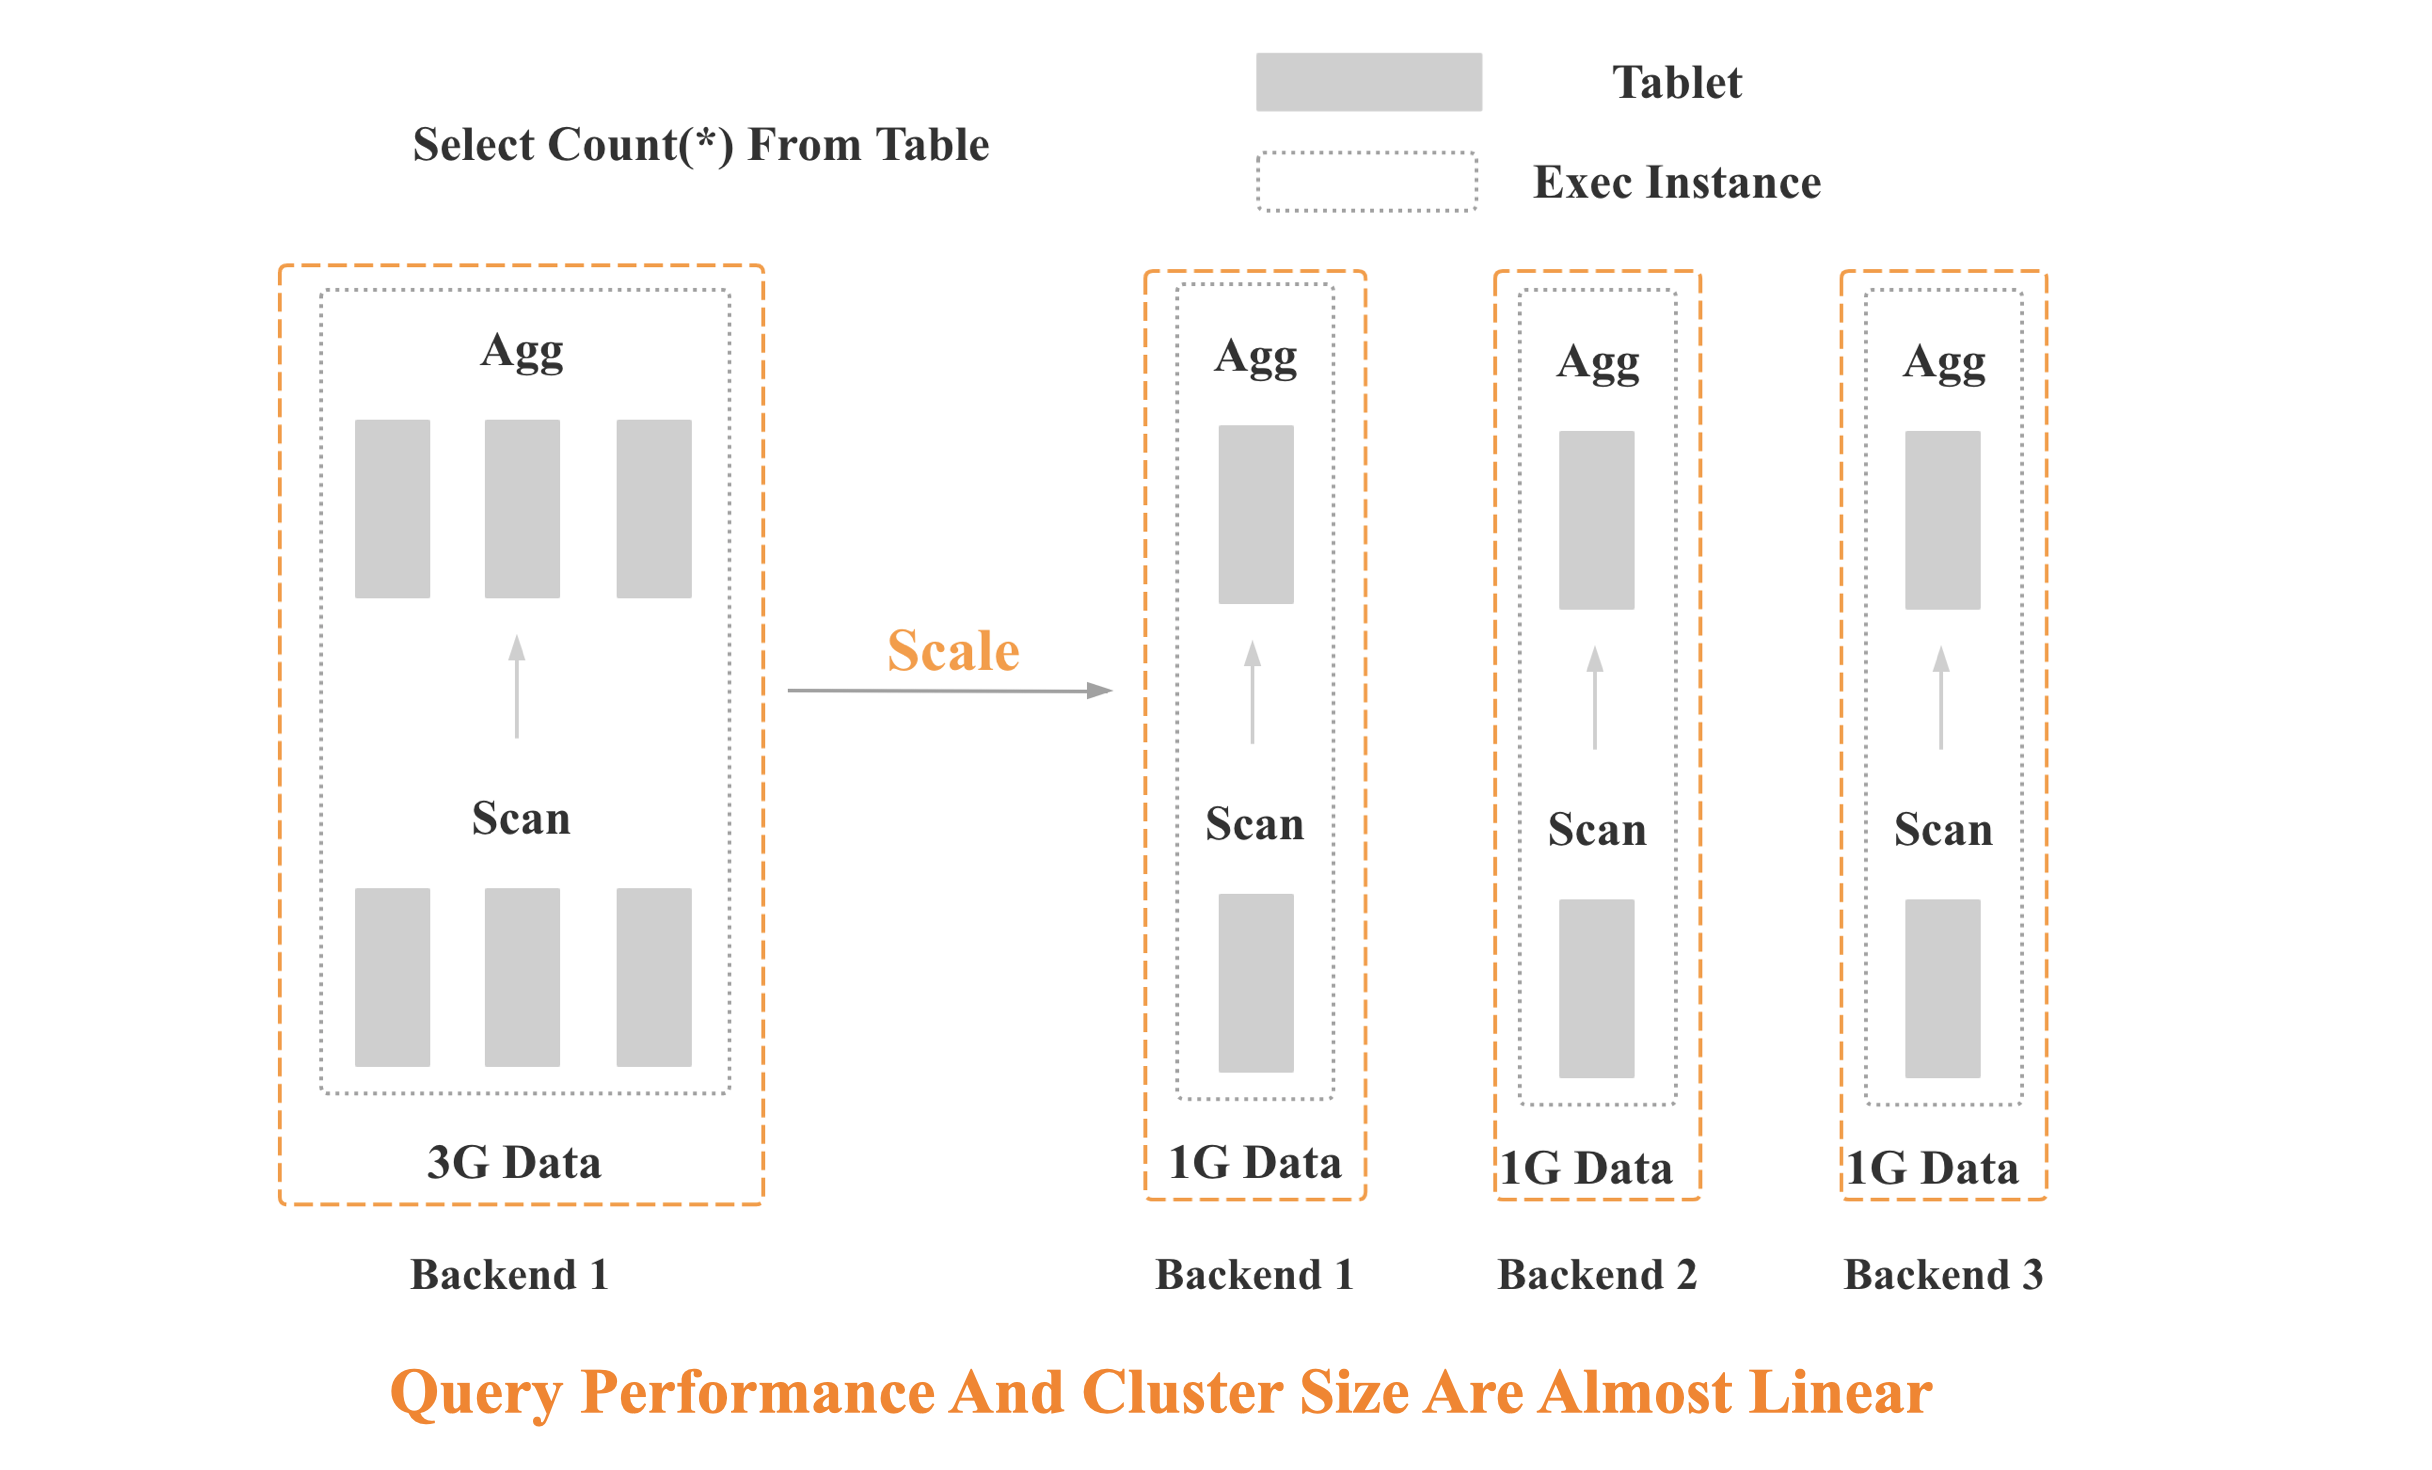 Tablet
Select Count(*) From Table
Exec Instance
Agg
Agg
Agg
Agg
Scale
Scan
Scan
Scan
Scan
3G Data
1G Data
1G Data
1G Data
Backend 1
Backend 1
Backend 2
Backend 3
Query Performance And Cluster Size Are Almost Linear